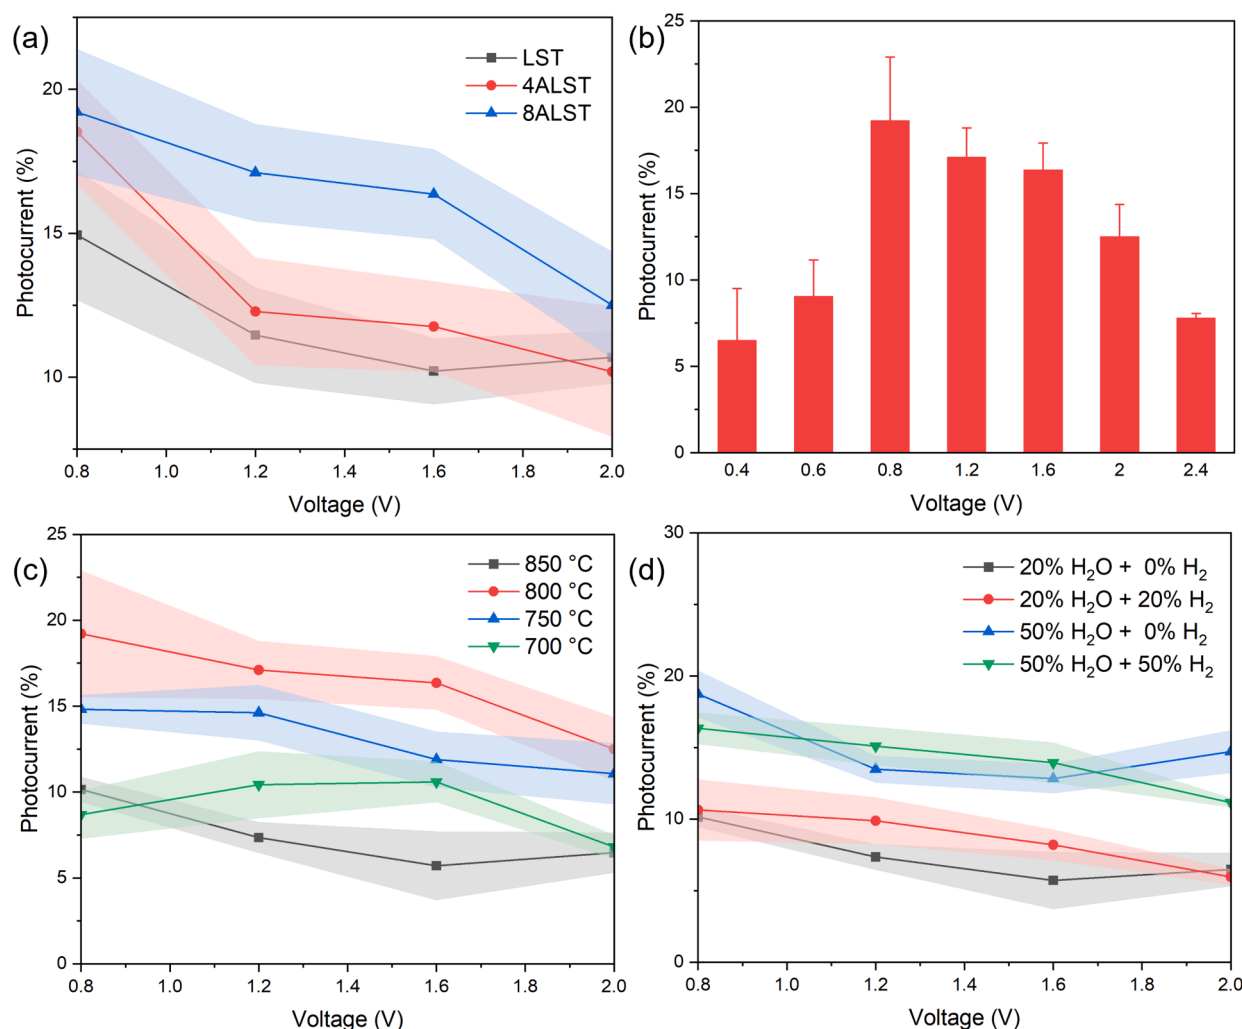 (a)
LST
4ALST
8ALST
Photocurrent (%)
20
15
10
0.8 1.0 1.2 1.4 1.6 1.8 2.0
Voltage (V)
(b)
Photocurrent (%)
25
20
15
10
5
0
0.4 0.6 0.8 1.2 1.6 2 2.4
Voltage (V)
(c)
850 °C
800 °C
750 °C
700 °C
Photocurrent (%)
25
20
15
10
5
0
0.8 1.0 1.2 1.4 1.6 1.8 2.0
Voltage (V)
(d)
20% H₂O + 0% H₂
20% H₂O + 20% H₂
50% H₂O + 0% H₂
50% H₂O + 50% H₂
Photocurrent (%)
30
20
10
0
0.8 1.0 1.2 1.4 1.6 1.8 2.0
Voltage (V)